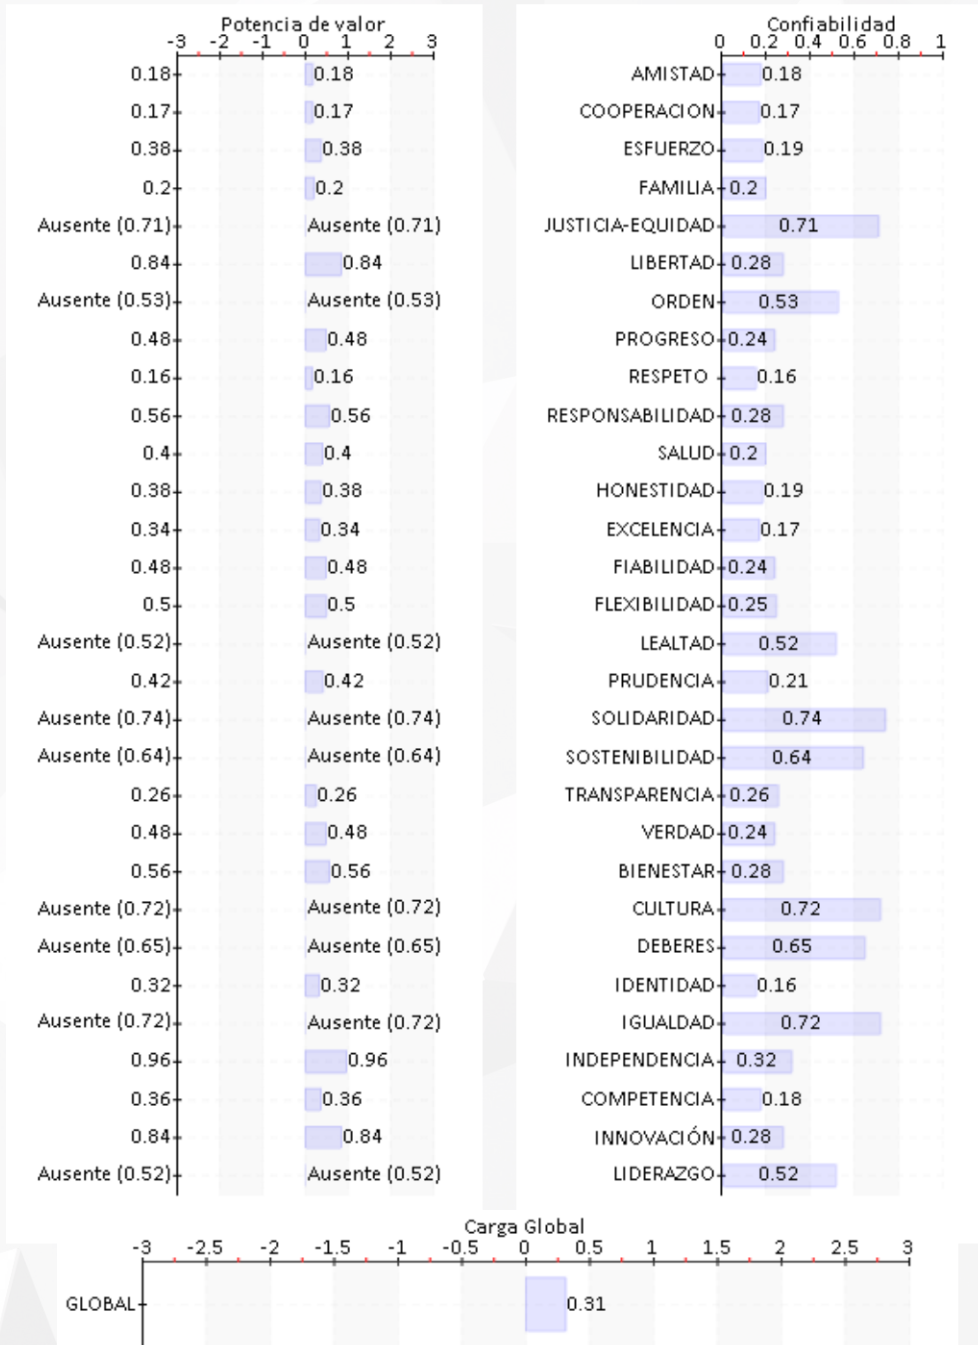 Potencia de valor Confiabilidad
-3 -2 -1 0 1 2 3 0 0.2 0.4 0.6 0.8 1
0.18 0.18 AMISTAD 0.18
0.17 0.17 COOPERACION 0.17
0.38 0.38 ESFUERZO 0.19
0.2 0.2 FAMILIA 0.2
Ausente (0.71) Ausente (0.71) JUSTICIA-EQUIDAD 0.71
0.84 0.84 LIBERTAD 0.28
Ausente (0.53) Ausente (0.53) ORDEN 0.53
0.48 0.48 PROGRESO 0.24
0.16 0.16 RESPETO 0.16
0.56 0.56 RESPONSABILIDAD 0.28
0.4 0.4 SALUD 0.2
0.38 0.38 HONESTIDAD 0.19
0.34 0.34 EXCELENCIA 0.17
0.48 0.48 FIABILIDAD 0.24
0.5 0.5 FLEXIBILIDAD 0.25
Ausente (0.52) Ausente (0.52) LEALTAD 0.52
0.42 0.42 PRUDENCIA 0.21
Ausente (0.74) Ausente (0.74) SOLIDARIDAD 0.74
Ausente (0.64) Ausente (0.64) SOSTENIBILIDAD 0.64
0.26 0.26 TRANSPARENCIA 0.26
0.48 0.48 VERDAD 0.24
0.56 0.56 BIENESTAR 0.28
Ausente (0.72) Ausente (0.72) CULTURA 0.72
Ausente (0.65) Ausente (0.65) DEBERES 0.65
0.32 0.32 IDENTIDAD 0.16
Ausente (0.72) Ausente (0.72) IGUALDAD 0.72
0.96 0.96 INDEPENDENCIA 0.32
0.36 0.36 COMPETENCIA 0.18
0.84 0.84 INNOVACIÓN 0.28
Ausente (0.52) Ausente (0.52) LIDERAZGO 0.52
Carga Global
-3 -2.5 -2 -1.5 -1 -0.5 0 0.5 1 1.5 2 2.5 3
GLOBAL 0.31